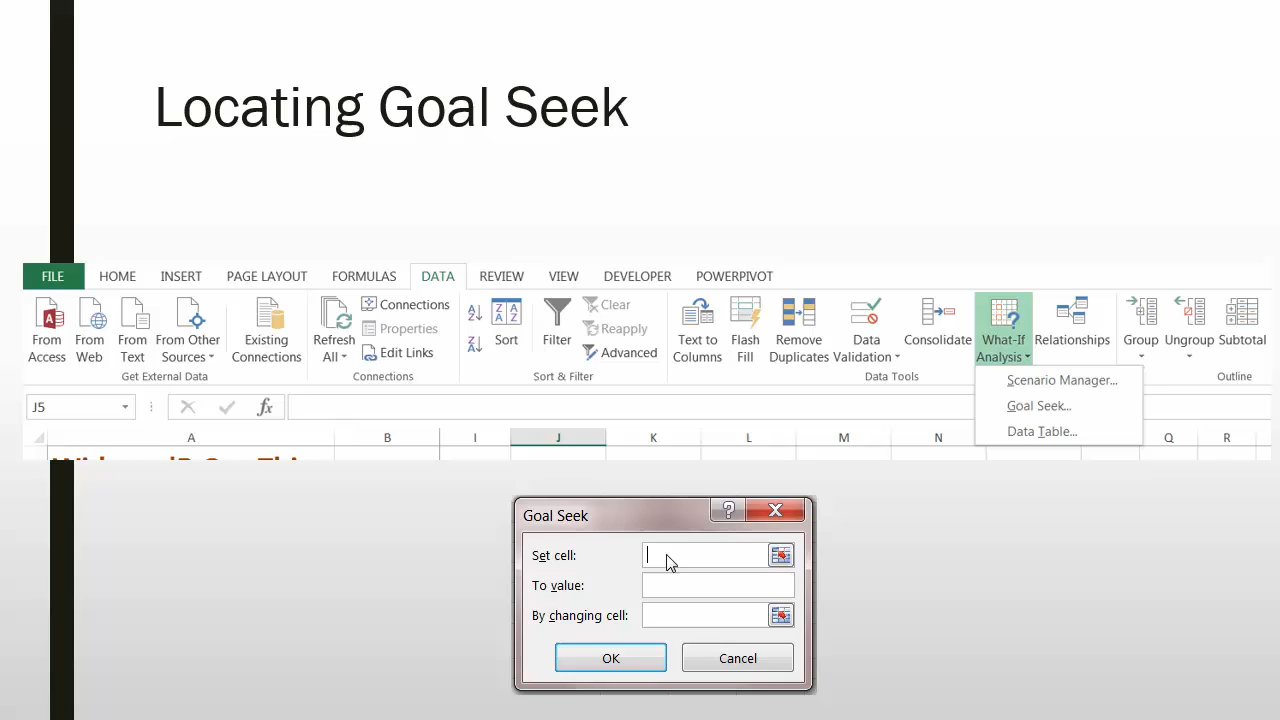 Locating Goal Seek
FILE HOME INSERT PAGE LAYOUT FORMULAS DATA REVIEW VIEW DEVELOPER POWERPIVOT
From Access
From Web
From Text
From Other Sources
Existing Connections
Get External Data
Refresh All
Connections
Properties
Edit Links
Connections
Sort
Filter
Clear
Reapply
Advanced
Sort & Filter
Text to Columns
Flash Fill
Remove Duplicates
Data Validation
Consolidate
What-If Analysis
Relationships
Data Tools
Group
Ungroup
Subtotal
Outline
Scenario Manager...
Goal Seek...
Data Table...
J5
fx
A B I J K L M N Q R
Goal Seek
Set cell:
To value:
By changing cell:
OK Cancel